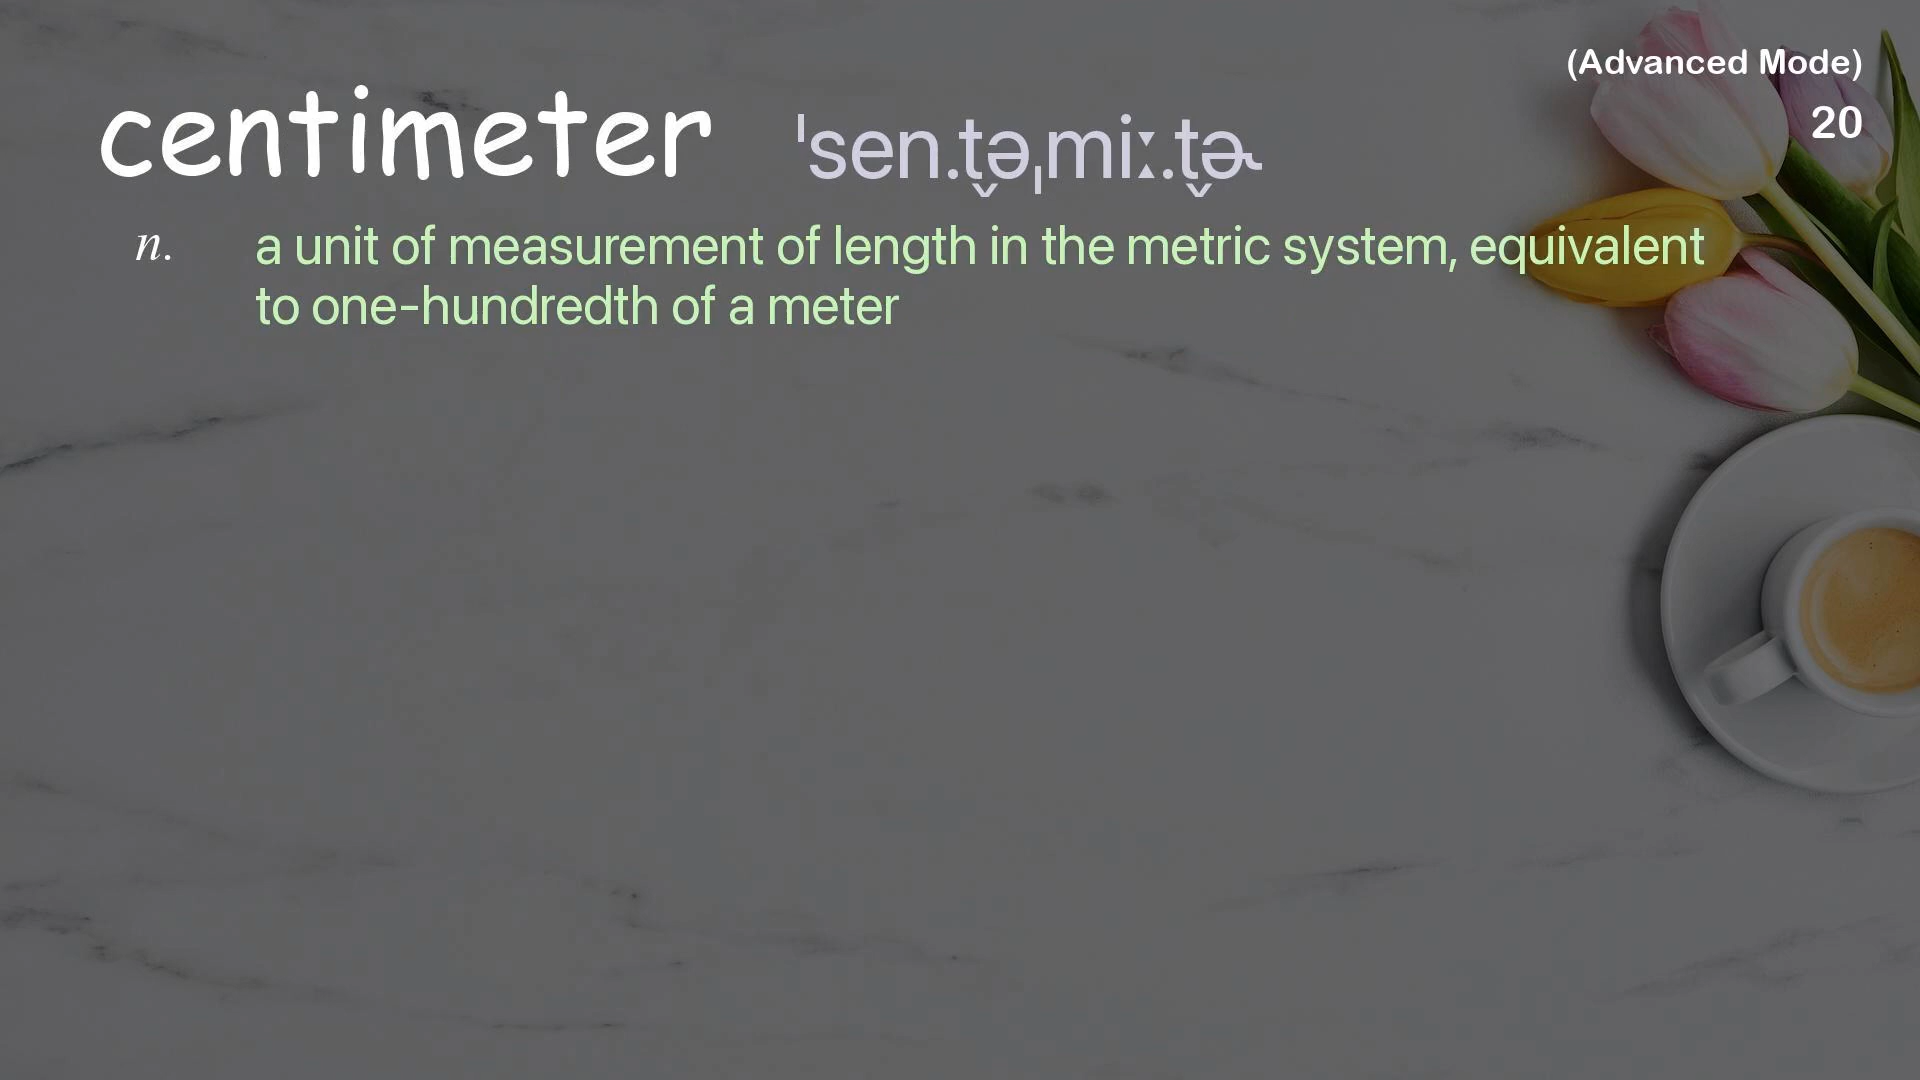 (Advanced Mode)
centimeter ˈsen.t̬əˌmiː.t̬ɚ
20
n. a unit of measurement of length in the metric system, equivalent
to one-hundredth of a meter